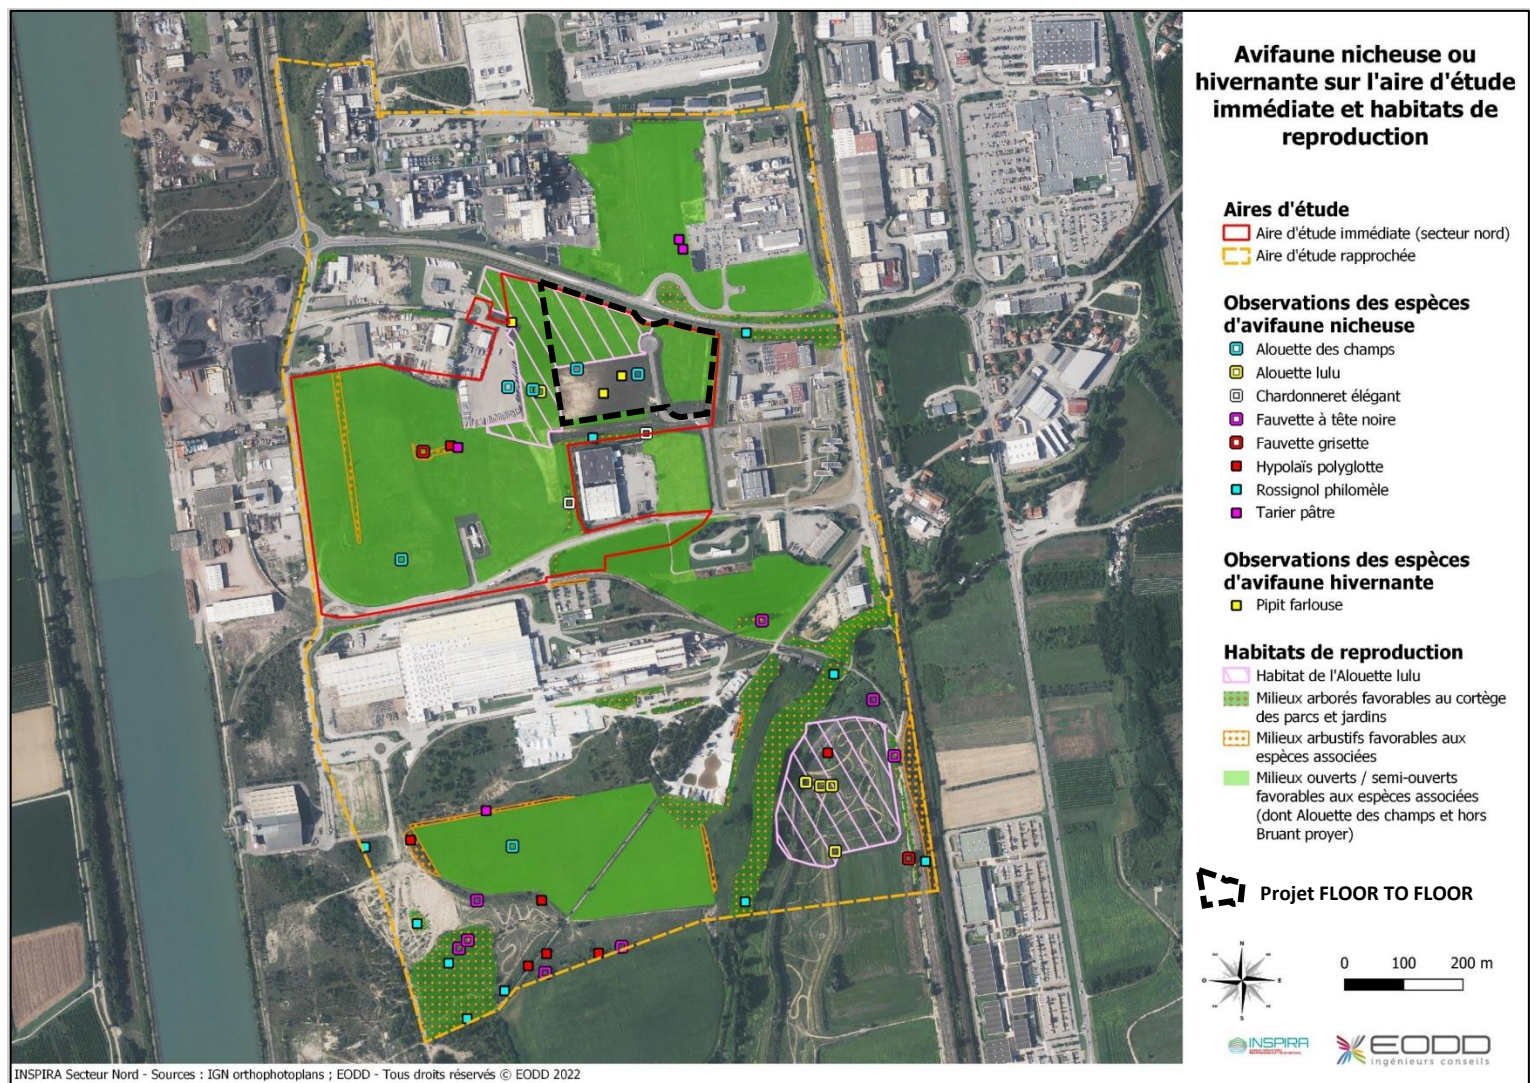 Avifaune nicheuse ou
hivernante sur l'aire d'étude
immédiate et habitats de
reproduction
Aires d'étude
Aire d'étude immédiate (secteur nord)
Aire d'étude rapprochée
Observations des espèces
d'avifaune nicheuse
Alouette des champs
Alouette lulu
Chardonneret élégant
Fauvette à tête noire
Fauvette grisette
Hypolaïs polyglotte
Rossignol philomèle
Tarier pâtre
Observations des espèces
d'avifaune hivernante
Pipit farlouse
Habitats de reproduction
Habitat de l'Alouette lulu
Milieux arborés favorables au cortège
des parcs et jardins
Milieux arbustifs favorables aux
espèces associées
Milieux ouverts / semi-ouverts
favorables aux espèces associées
(dont Alouette des champs et hors
Bruant proyer)
Projet FLOOR TO FLOOR
N
O E
S
0 100 200 m
INSPIRA
EODD
ingénieurs conseils
INSPIRA Secteur Nord - Sources : IGN orthophotoplans ; EODD - Tous droits réservés © EODD 2022